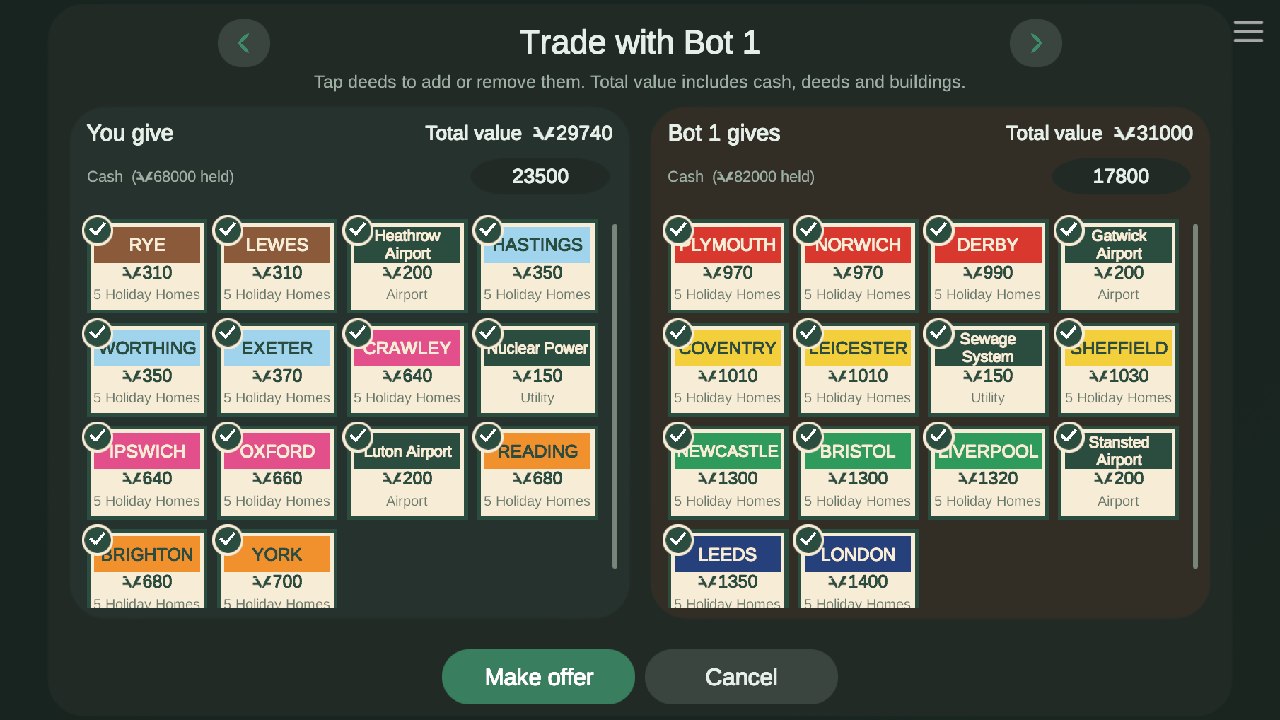 Trade with Bot 1
Tap deeds to add or remove them. Total value includes cash, deeds and buildings.
You give
Total value 29740
Cash (68000 held)
23500
RYE
310
5 Holiday Homes
LEWES
310
5 Holiday Homes
Heathrow
Airport
200
Airport
HASTINGS
350
5 Holiday Homes
WORTHING
350
5 Holiday Homes
EXETER
370
5 Holiday Homes
CRAWLEY
640
5 Holiday Homes
Nuclear Power
150
Utility
IPSWICH
640
5 Holiday Homes
OXFORD
660
5 Holiday Homes
Luton Airport
200
Airport
READING
680
5 Holiday Homes
BRIGHTON
680
5 Holiday Homes
YORK
700
5 Holiday Homes
Bot 1 gives
Total value 31000
Cash (82000 held)
17800
PLYMOUTH
970
5 Holiday Homes
NORWICH
970
5 Holiday Homes
DERBY
990
5 Holiday Homes
Gatwick
Airport
200
Airport
COVENTRY
1010
5 Holiday Homes
LEICESTER
1010
5 Holiday Homes
Sewage
System
150
Utility
SHEFFIELD
1030
5 Holiday Homes
NEWCASTLE
1300
5 Holiday Homes
BRISTOL
1300
5 Holiday Homes
LIVERPOOL
1320
5 Holiday Homes
Stansted
Airport
200
Airport
LEEDS
1350
5 Holiday Homes
LONDON
1400
5 Holiday Homes
Make offer
Cancel